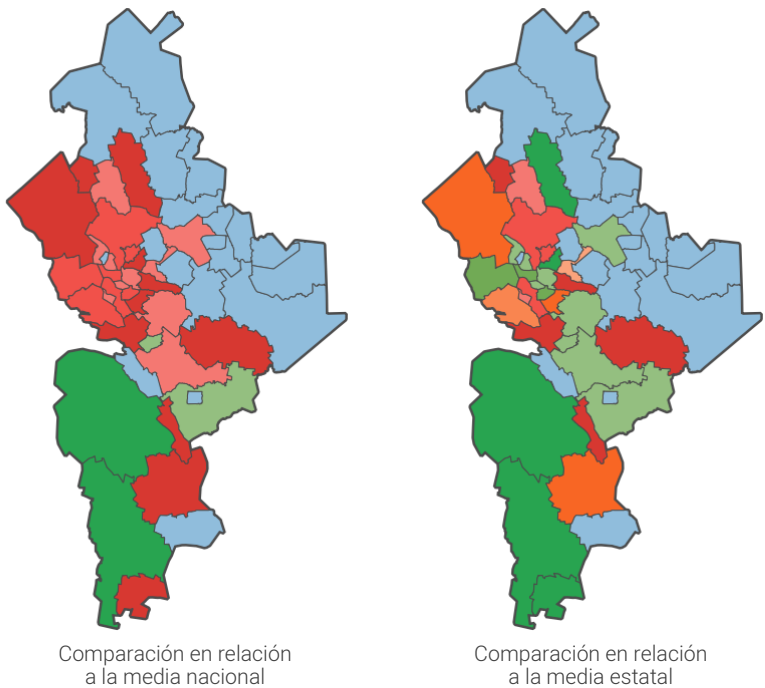 Comparación en relación
a la media nacional
Comparación en relación
a la media estatal